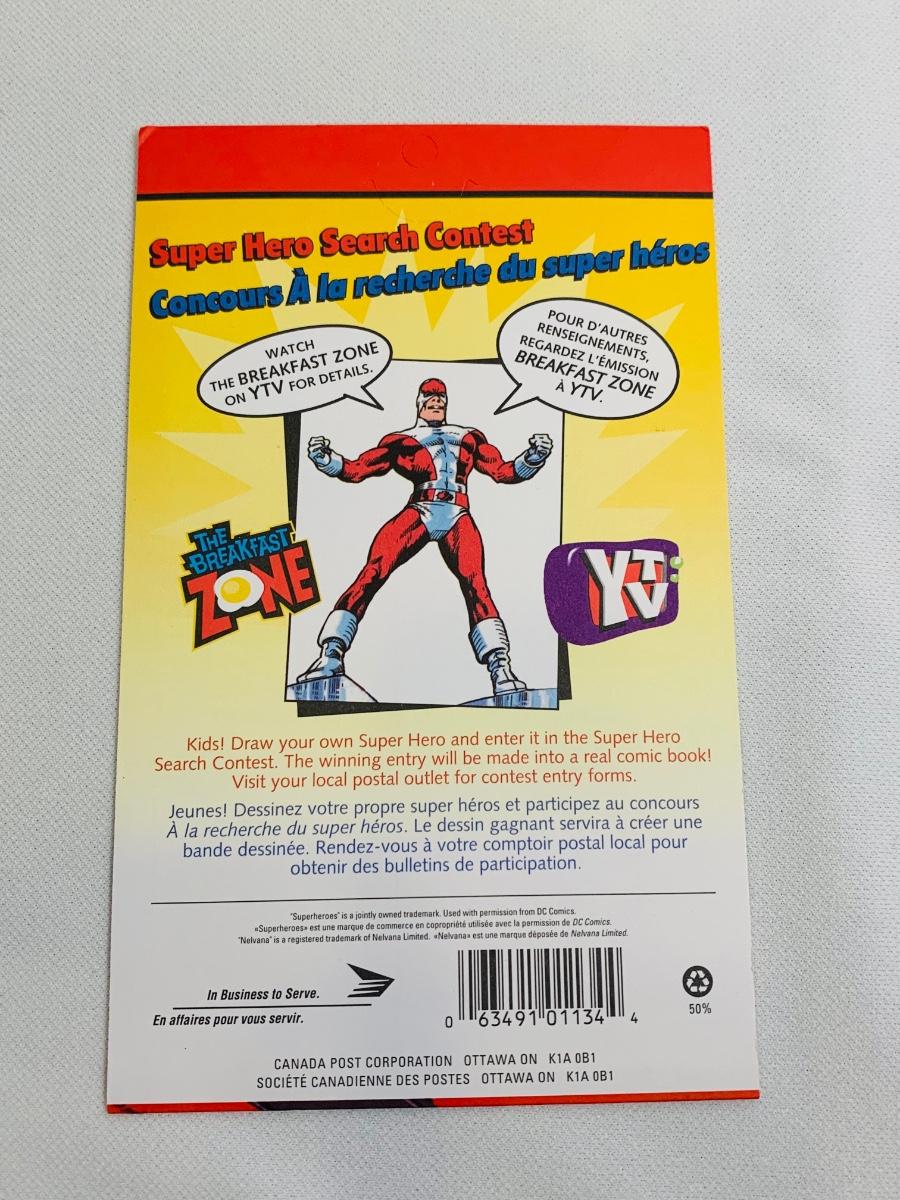 Super Hero Search Contest
Concours À la recherche du super héros
WATCH
THE BREAKFAST ZONE
ON YTV FOR DETAILS.
POUR D'AUTRES
RENSEIGNEMENTS,
REGARDEZ L'ÉMISSION
BREAKFAST ZONE
À YTV.
THE
BREAKFAST
ZONE
YTV
Kids! Draw your own Super Hero and enter it in the Super Hero
Search Contest. The winning entry will be made into a real comic book!
Visit your local postal outlet for contest entry forms.
Jeunes! Dessinez votre propre super héros et participez au concours
À la recherche du super héros. Le dessin gagnant servira à créer une
bande dessinée. Rendez-vous à votre comptoir postal local pour
obtenir des bulletins de participation.
"Superheroes" is a jointly owned trademark. Used with permission from DC Comics.
«Superheroes» est une marque de commerce en copropriété utilisée avec la permission de DC Comics.
"Nelvana" is a registered trademark of Nelvana Limited. «Nelvana» est une marque déposée de Nelvana Limited.
In Business to Serve.
En affaires pour vous servir.
0 63491 01134 4
50%
CANADA POST CORPORATION OTTAWA ON K1A 0B1
SOCIÉTÉ CANADIENNE DES POSTES OTTAWA ON K1A 0B1